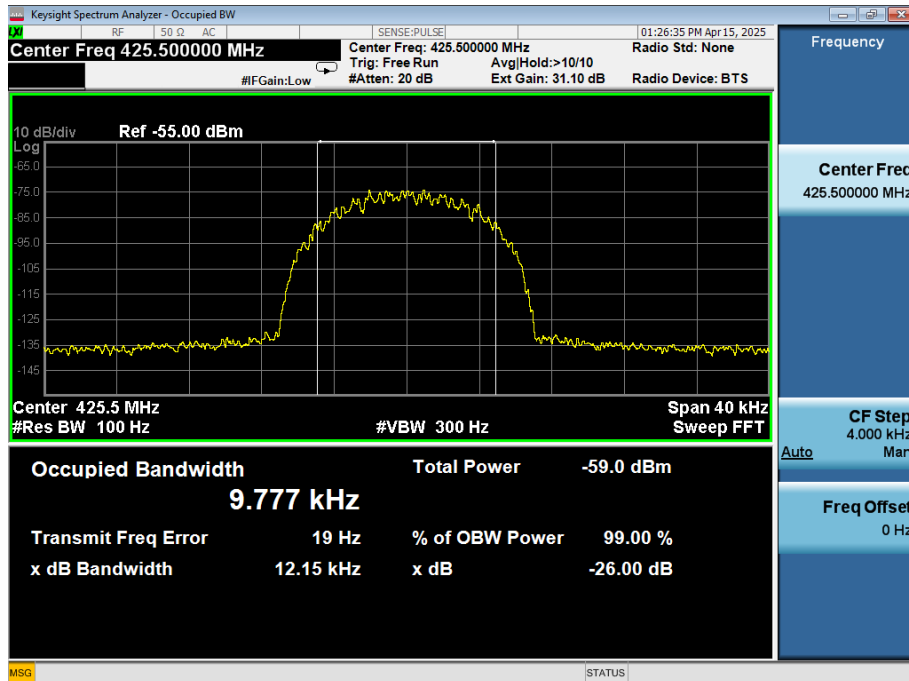 Keysight Spectrum Analyzer - Occupied BW
LXI RF 50 Ω AC SENSE:PULSE 01:26:35 PM Apr 15, 2025
Center Freq 425.500000 MHz
Center Freq: 425.500000 MHz Radio Std: None
Trig: Free Run Avg|Hold:>10/10
#IFGain:Low #Atten: 20 dB Ext Gain: 31.10 dB Radio Device: BTS
10 dB/div Ref -55.00 dBm
Log
-65.0
-75.0
-85.0
-95.0
-105
-115
-125
-135
-145
Center 425.5 MHz Span 40 kHz
#Res BW 100 Hz #VBW 300 Hz Sweep FFT
Occupied Bandwidth Total Power -59.0 dBm
9.777 kHz
Transmit Freq Error 19 Hz % of OBW Power 99.00 %
x dB Bandwidth 12.15 kHz x dB -26.00 dB
Frequency
Center Freq
425.500000 MHz
CF Step
4.000 kHz
Auto Man
Freq Offset
0 Hz
MSG STATUS